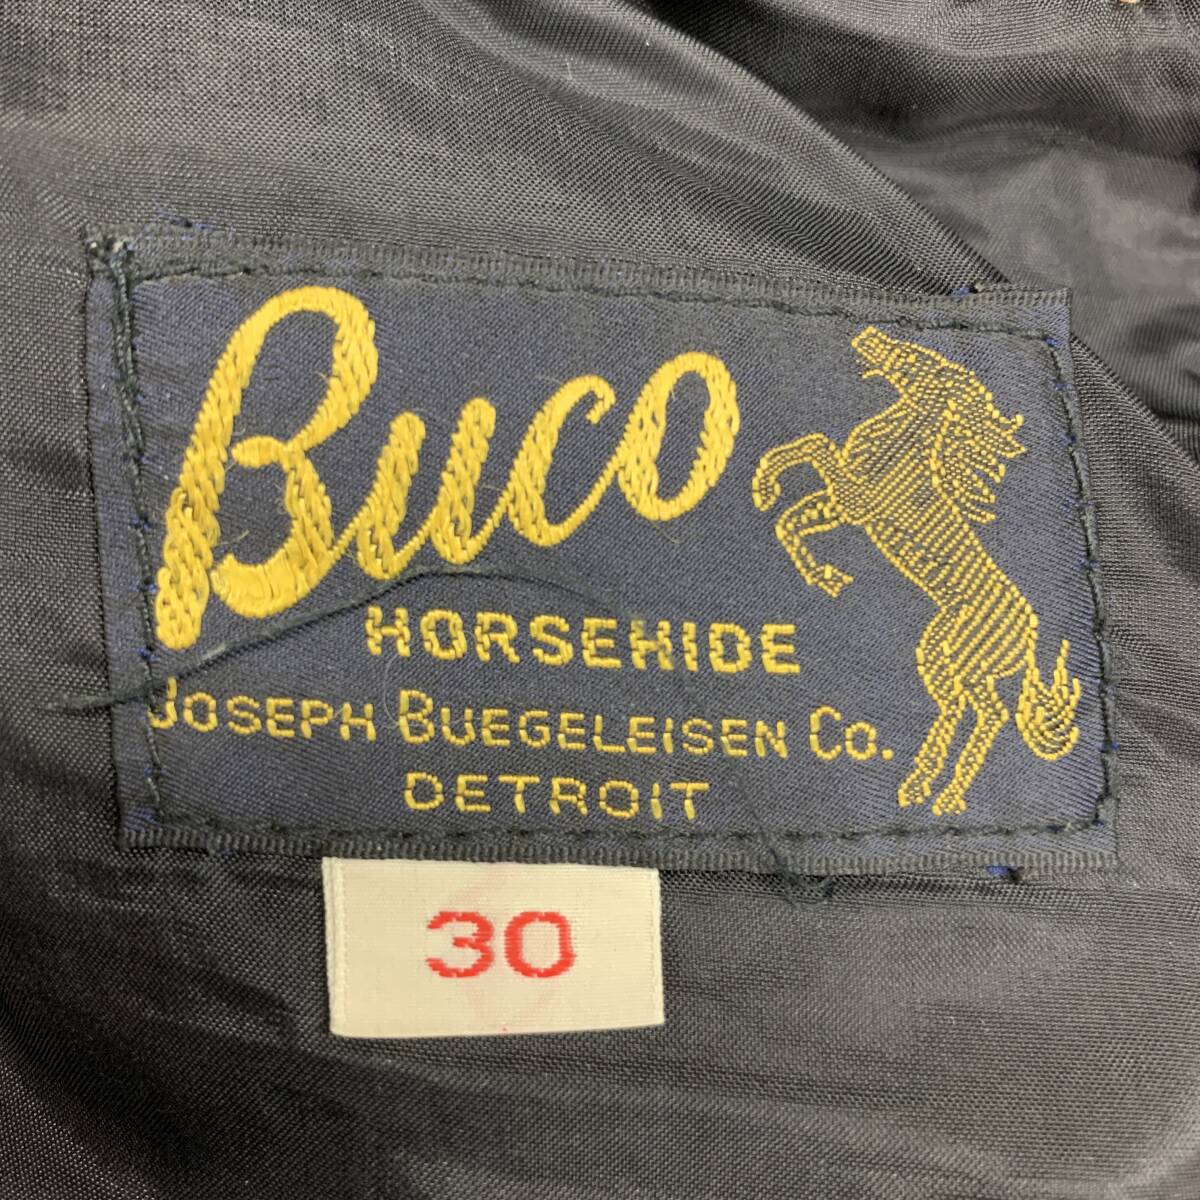 Buco
HORSEHIDE
JOSEPH BUEGELEISEN CO.
DETROIT
30